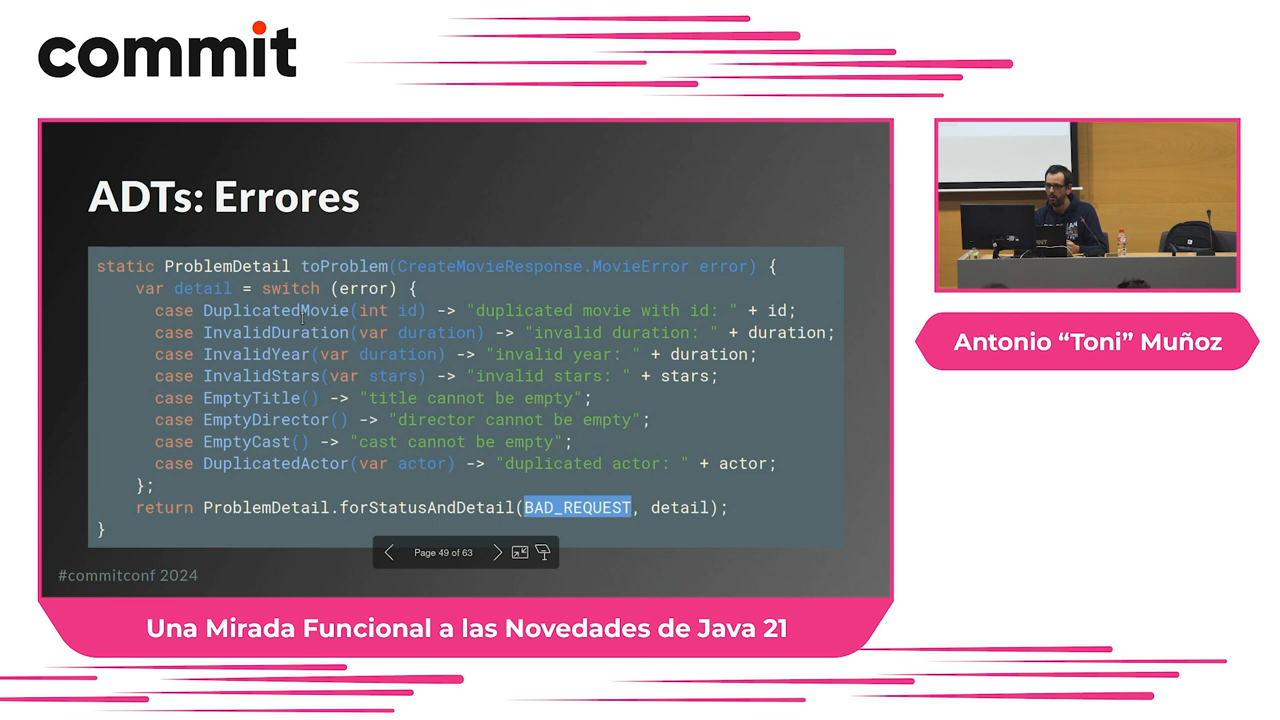 commit
ADTs: Errores
static ProblemDetail toProblem(CreateMovieResponse.MovieError error) {
var detail = switch (error) {
case DuplicatedMovie(int id) -> "duplicated movie with id: " + id;
case InvalidDuration(var duration) -> "invalid duration: " + duration;
case InvalidYear(var duration) -> "invalid year: " + duration;
case InvalidStars(var stars) -> "invalid stars: " + stars;
case EmptyTitle() -> "title cannot be empty";
case EmptyDirector() -> "director cannot be empty";
case EmptyCast() -> "cast cannot be empty";
case DuplicatedActor(var actor) -> "duplicated actor: " + actor;
};
return ProblemDetail.forStatusAndDetail(BAD_REQUEST, detail);
}
Page 49 of 63
#commitconf 2024
Antonio “Toni” Muñoz
Una Mirada Funcional a las Novedades de Java 21